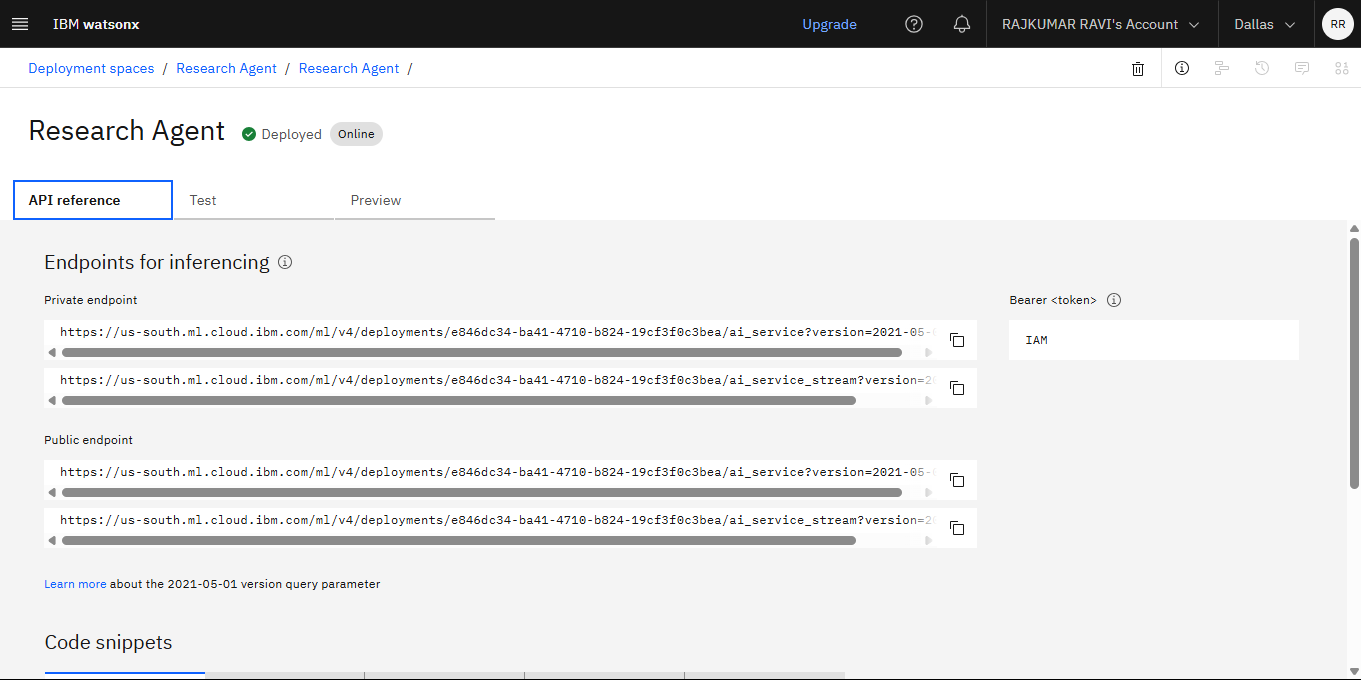 IBM watsonx
Upgrade
RAJKUMAR RAVI's Account
Dallas
RR
Deployment spaces / Research Agent / Research Agent /
Research Agent
Deployed
Online
API reference
Test
Preview
Endpoints for inferencing
Private endpoint
https://us-south.ml.cloud.ibm.com/ml/v4/deployments/e846dc34-ba41-4710-b824-19cf3f0c3bea/ai_service?version=2021-05-
https://us-south.ml.cloud.ibm.com/ml/v4/deployments/e846dc34-ba41-4710-b824-19cf3f0c3bea/ai_service_stream?version=2
Bearer <token>
IAM
Public endpoint
https://us-south.ml.cloud.ibm.com/ml/v4/deployments/e846dc34-ba41-4710-b824-19cf3f0c3bea/ai_service?version=2021-05-
https://us-south.ml.cloud.ibm.com/ml/v4/deployments/e846dc34-ba41-4710-b824-19cf3f0c3bea/ai_service_stream?version=2
Learn more about the 2021-05-01 version query parameter
Code snippets